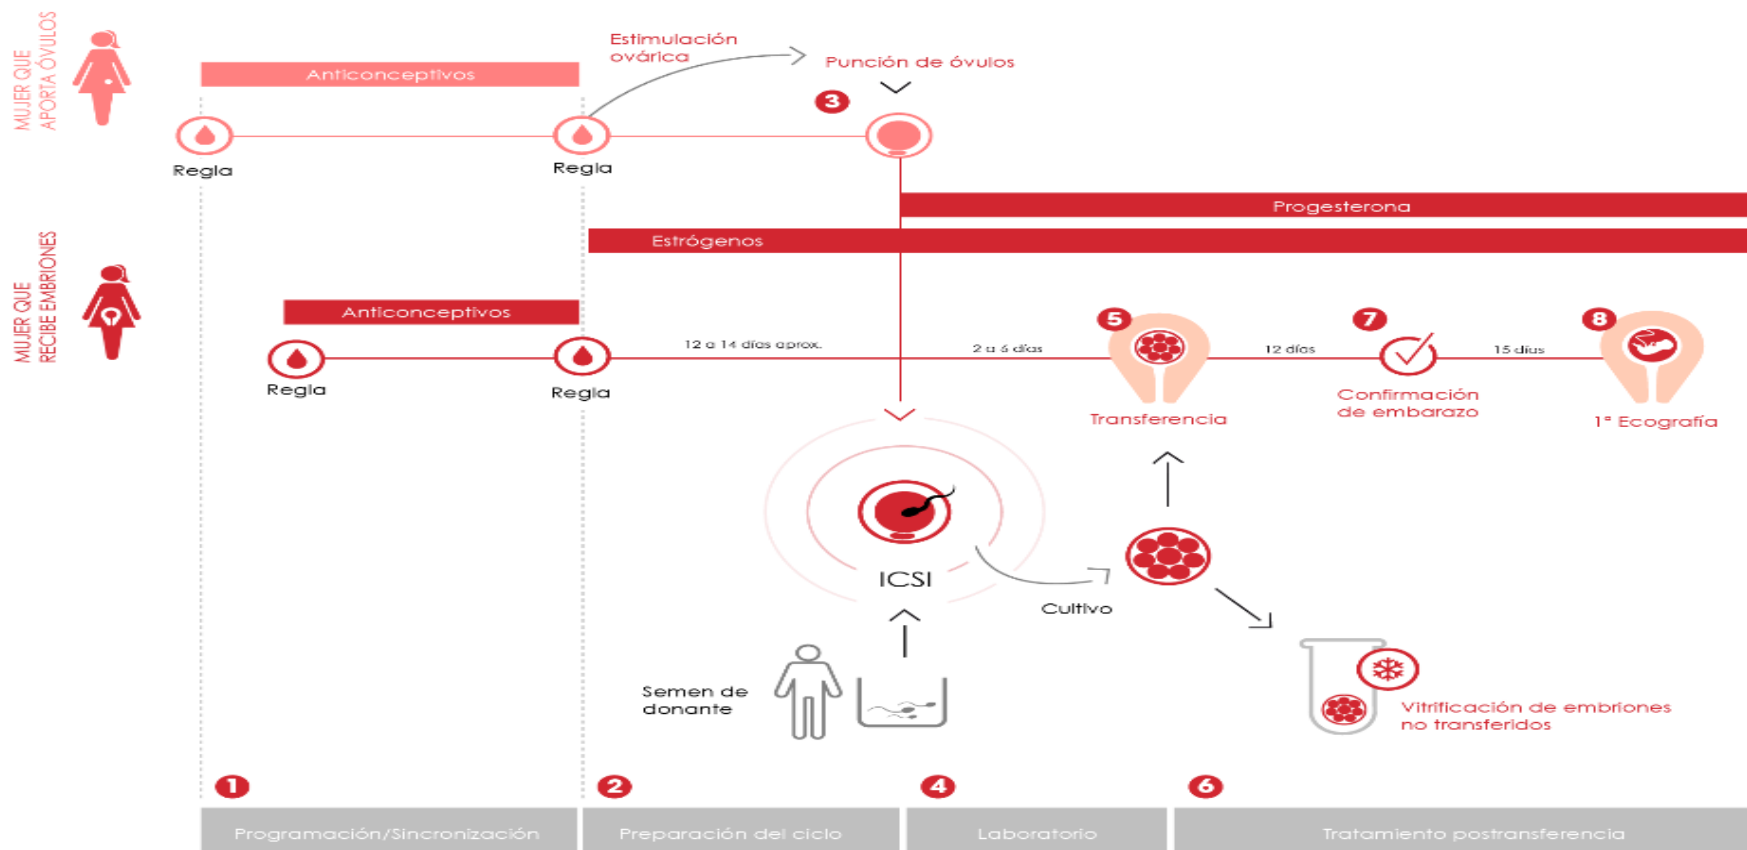 MUJER QUE
APORTA ÓVULOS
Anticonceptivos
Estimulación
ovárica
Punción de óvulos
3
Regla
Regla
Progesterona
Estrógenos
MUJER QUE
RECIBE EMBRIONES
Anticonceptivos
Regla
Regla
12 a 14 días aprox.
2 a 6 días
5
Transferencia
12 días
7
Confirmación
de embarazo
15 días
8
1ª Ecografía
ICSI
Cultivo
Semen de
donante
Vitrificación de embriones
no transferidos
1
Programación/Sincronización
2
Preparación del ciclo
4
Laboratorio
6
Tratamiento postransferencia